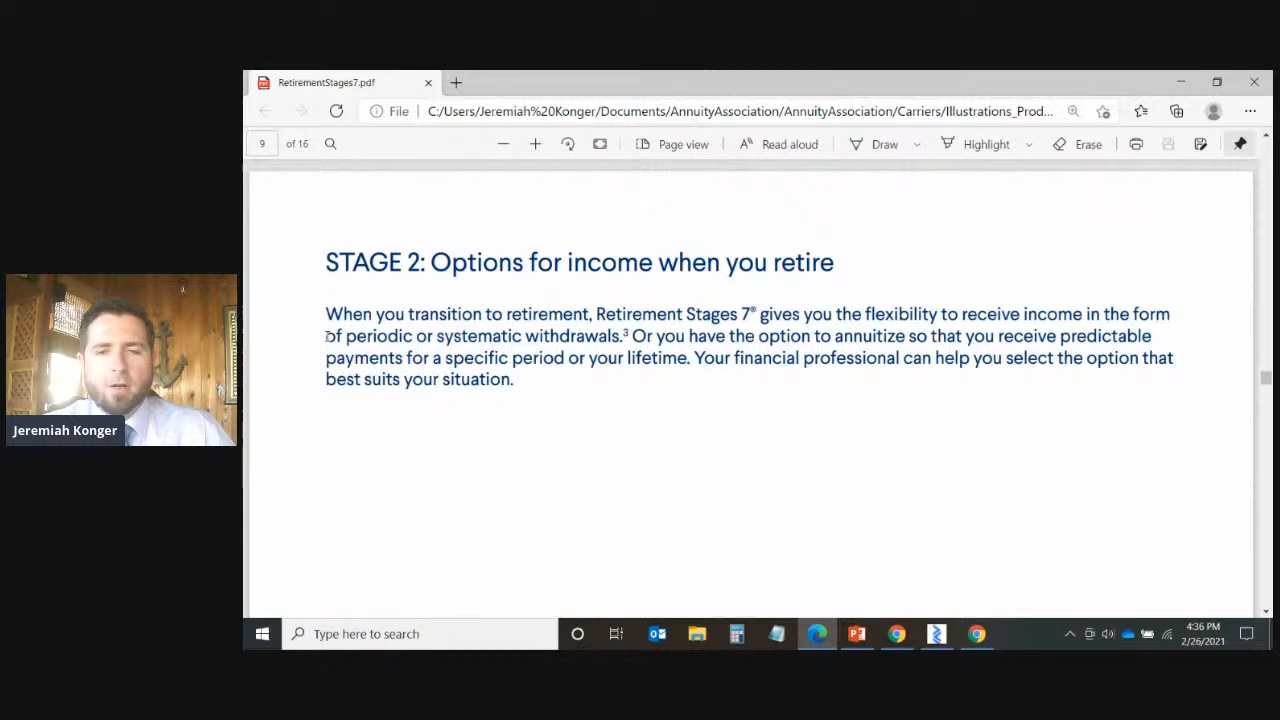 RetirementStages7.pdf
File
C:/Users/Jeremiah%20Konger/Documents/AnnuityAssociation/AnnuityAssociation/Carriers/Illustrations_Prod...
9 of 16
Page view
Read aloud
Draw
Highlight
Erase
STAGE 2: Options for income when you retire
When you transition to retirement, Retirement Stages 7® gives you the flexibility to receive income in the form
of periodic or systematic withdrawals.³ Or you have the option to annuitize so that you receive predictable
payments for a specific period or your lifetime. Your financial professional can help you select the option that
best suits your situation.
Jeremiah Konger
Type here to search
4:36 PM
2/26/2021